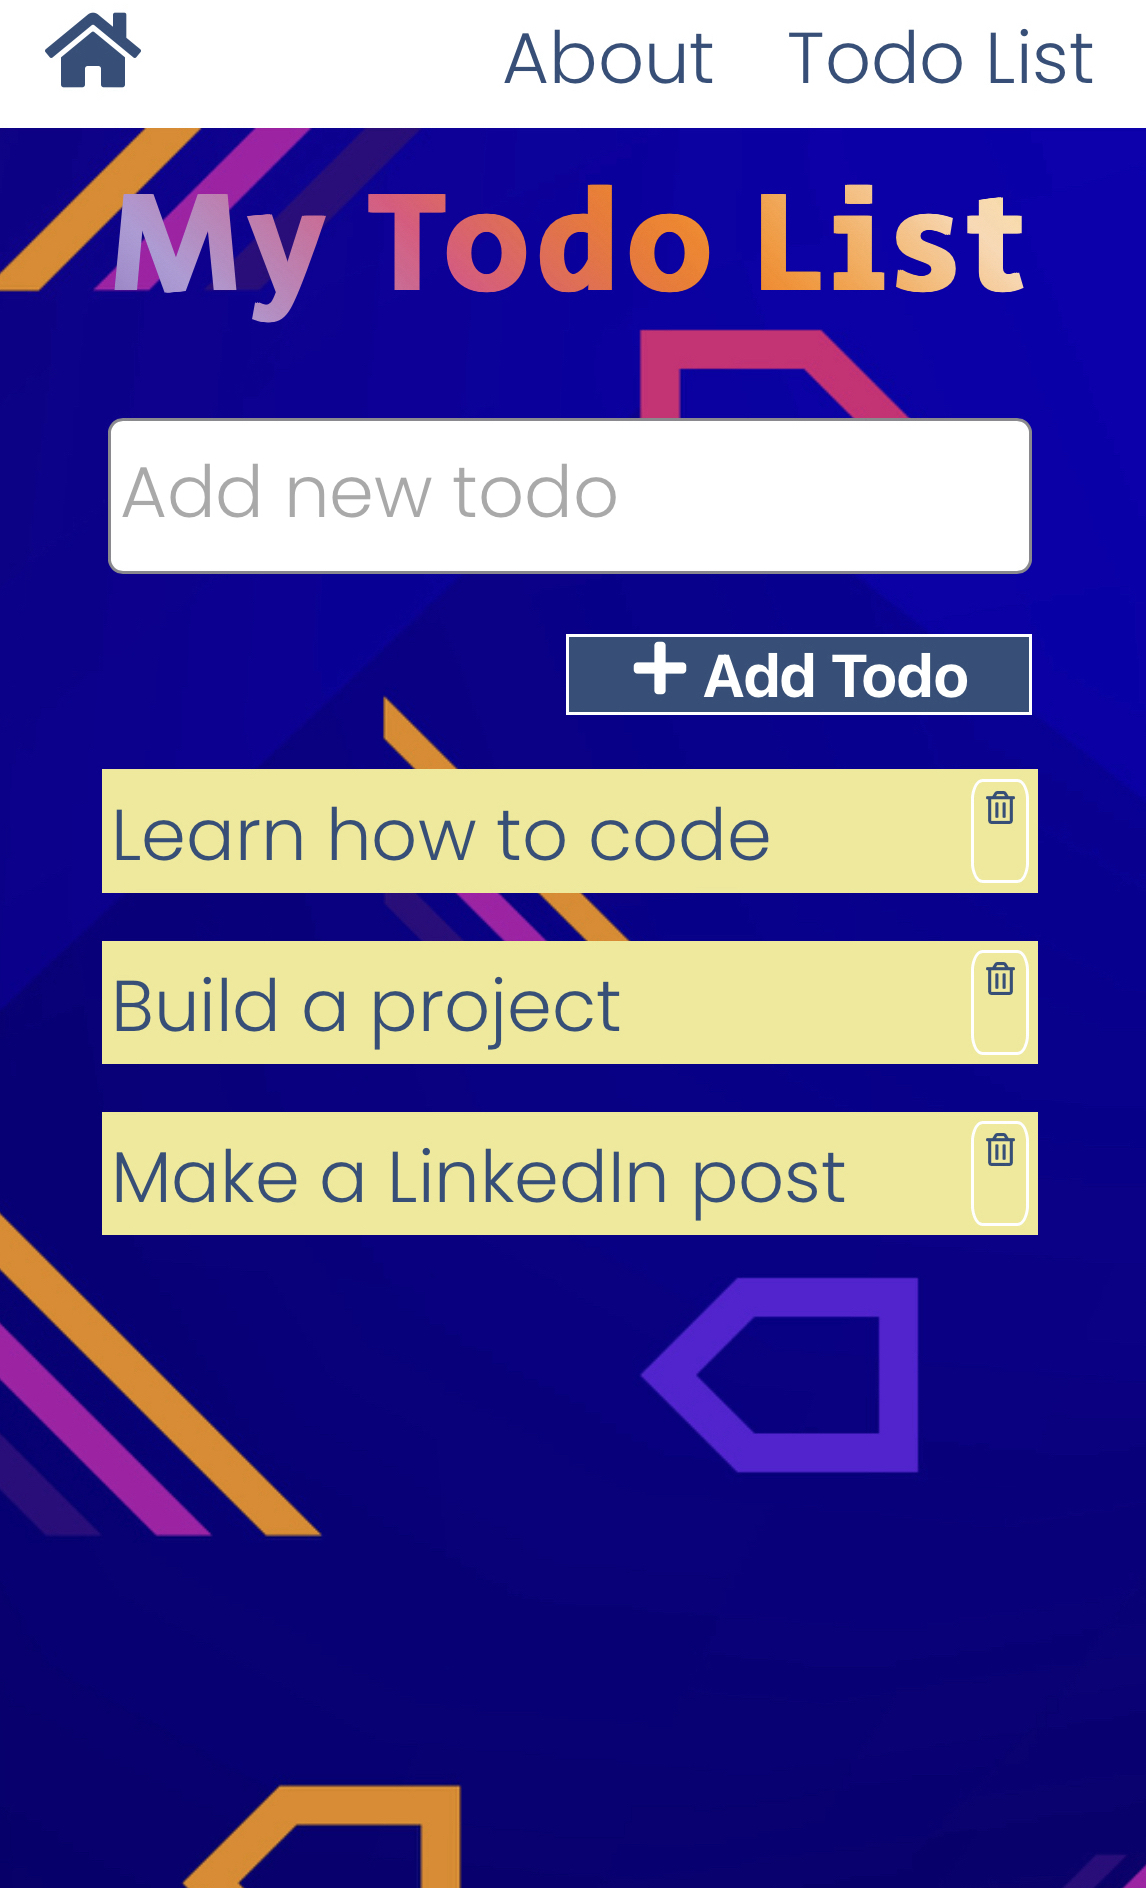 About Todo List
My Todo List
Add new todo
Add Todo
Learn how to code
Build a project
Make a LinkedIn post